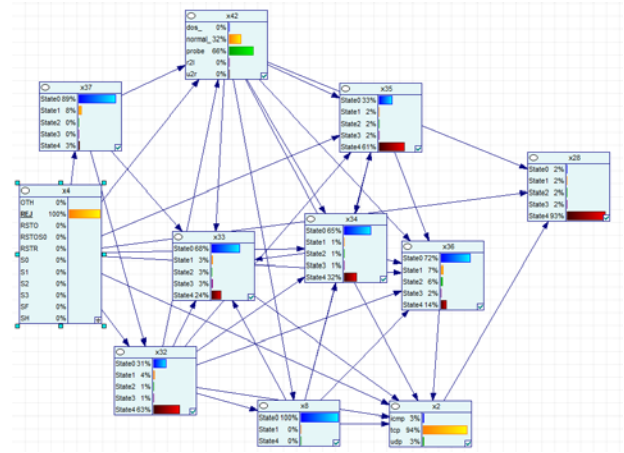 x42
dos_ 0%
normal_ 32%
probe 66%
r2l 0%
u2r 0%
x37
State0 89%
State1 8%
State2 0%
State3 0%
State4 3%
x35
State0 33%
State1 2%
State2 2%
State3 2%
State4 61%
x28
State0 2%
State1 2%
State2 2%
State3 2%
State4 93%
x4
OTH 0%
REJ 100%
RSTO 0%
RSTOS0 0%
RSTR 0%
S0 0%
S1 0%
S2 0%
S3 0%
SF 0%
SH 0%
x33
State0 68%
State1 3%
State2 3%
State3 3%
State4 24%
x34
State0 65%
State1 1%
State2 1%
State3 1%
State4 32%
x36
State0 72%
State1 7%
State2 6%
State3 2%
State4 14%
x32
State0 31%
State1 4%
State2 1%
State3 1%
State4 63%
State0 100%
State1 0%
State4 0%
x2
icmp 3%
tcp 94%
udp 3%